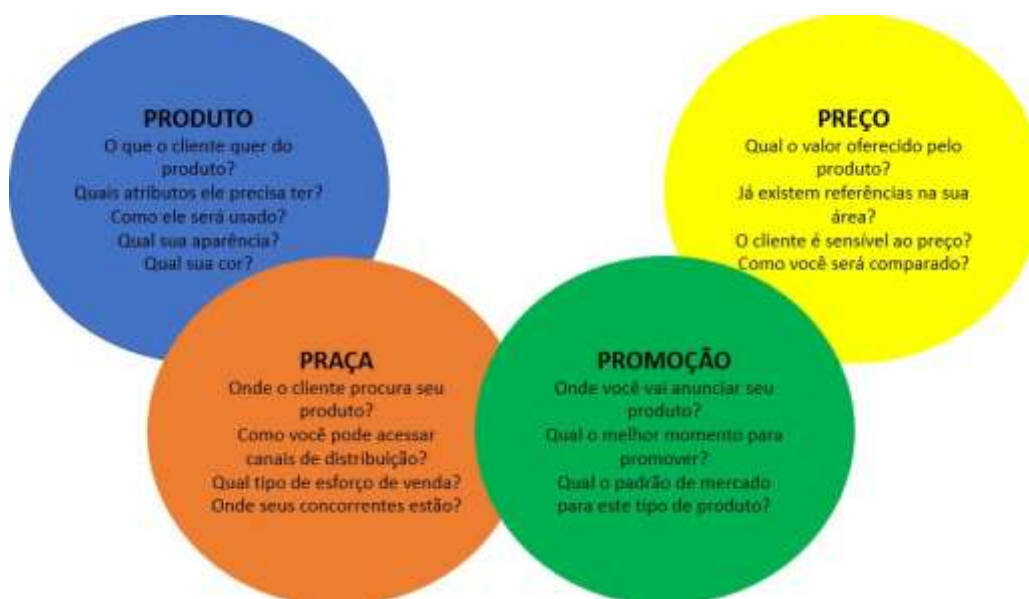 PRODUTO
O que o cliente quer do
produto?
Quais atributos ele precisa ter?
Como ele será usado?
Qual sua aparência?
Qual sua cor?
PREÇO
Qual o valor oferecido pelo
produto?
Já existem referências na sua
área?
O cliente é sensível ao preço?
Como você será comparado?
PRAÇA
Onde o cliente procura seu
produto?
Como você pode acessar
canais de distribuição?
Qual tipo de esforço de venda?
Onde seus concorrentes estão?
PROMOÇÃO
Onde você vai anunciar seu
produto?
Qual o melhor momento para
promover?
Qual o padrão de mercado
para este tipo de produto?